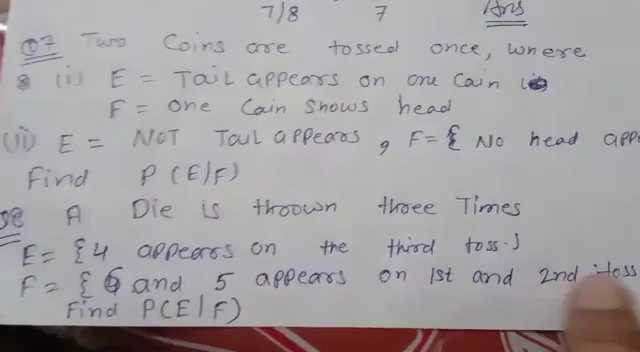 7/8 7 Ans
Q7 Two Coins are tossed once, where
(i) E = Tail appears on one Cain
F = one Cain shows head
(ii) E = NOT Tail appears, F = { No head app
Find P(E/F)
Q8 A Die is thrown three Times
E = {4 appears on the third toss.}
F = {6 and 5 appears on 1st and 2nd toss
Find P(E/F)